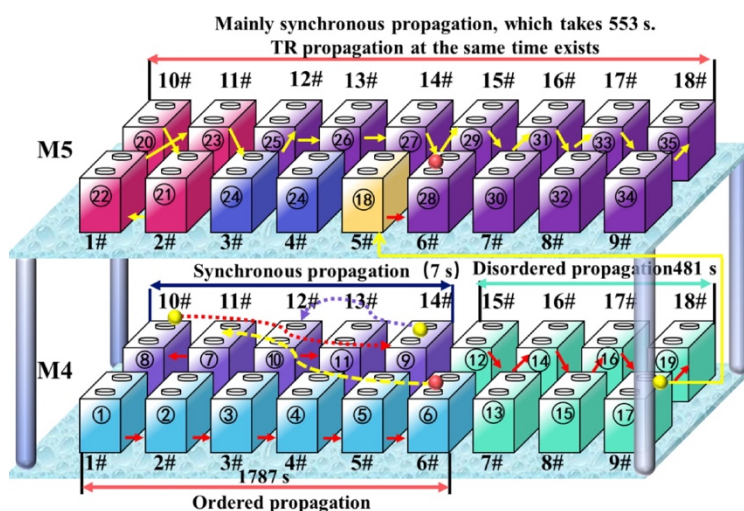 Mainly synchronous propagation, which takes 553 s.
TR propagation at the same time exists
10# 11# 12# 13# 14# 15# 16# 17# 18#
M5
⑳ ㉓ ㉕ ㉖ ㉗ ㉙ ㉛ ㉝ ㉟
㉒ ㉑ ㉔ ㉔ ⑱ ㉘ ㉚ ㉜ ㉞
1# 2# 3# 4# 5# 6# 7# 8# 9#
Synchronous propagation (7 s)
Disordered propagation481 s
10# 11# 12# 13# 14# 15# 16# 17# 18#
M4
⑧ ⑦ ⑩ ⑪ ⑨ ⑫ ⑭ ⑯ ⑲
① ② ③ ④ ⑤ ⑥ ⑬ ⑮ ⑰
1# 2# 3# 4# 5# 6# 7# 8# 9#
1787 s
Ordered propagation